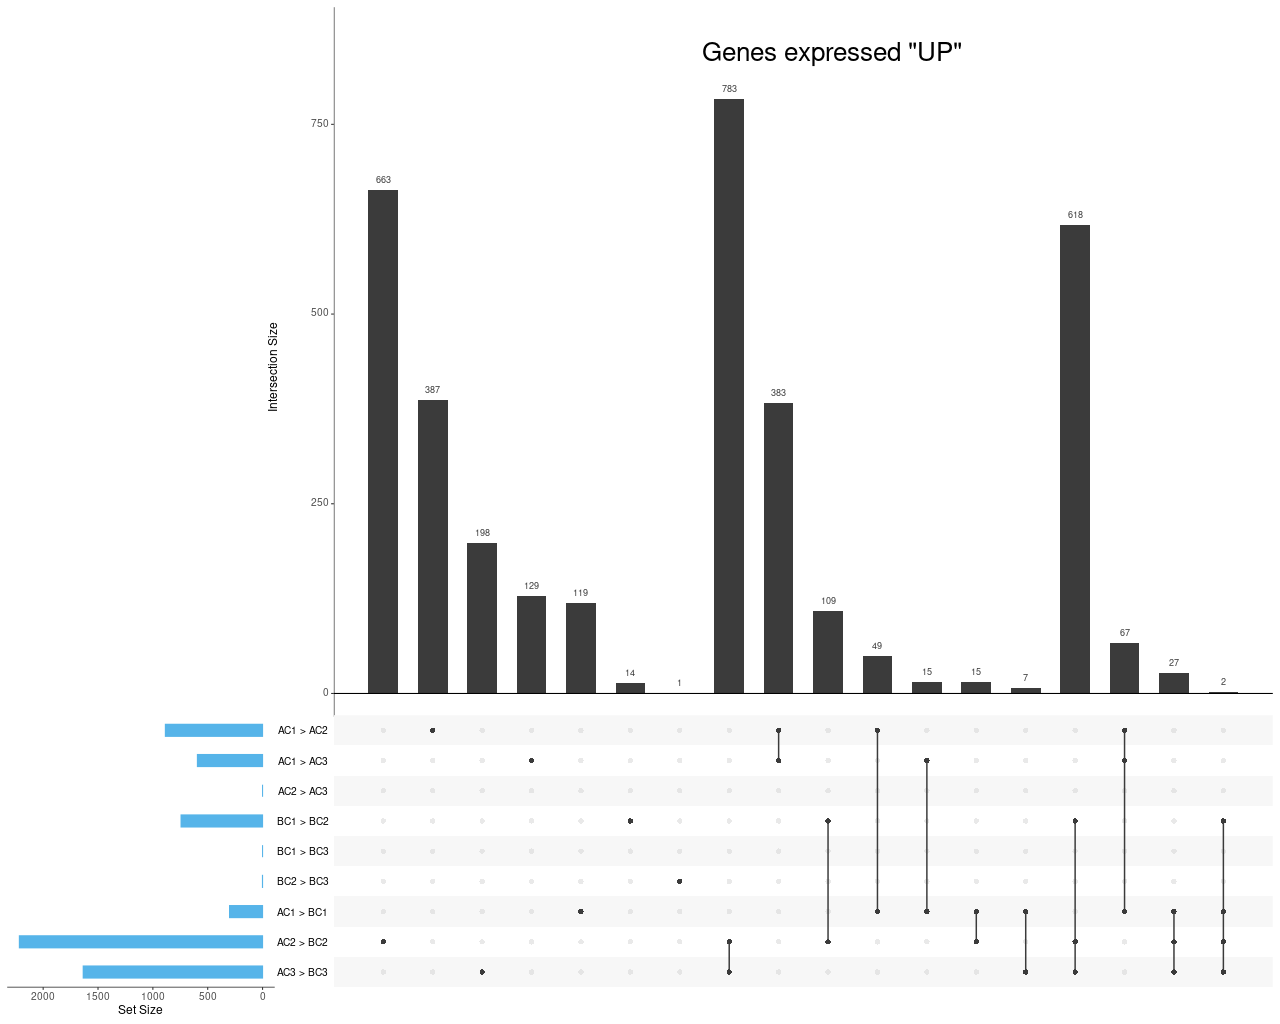 Genes expressed "UP"
783
750
663
618
500
Intersection Size
387
383
250
198
129
119
109
67
49
27
14
15
15
7
1
2
0
AC1 > AC2
AC1 > AC3
AC2 > AC3
BC1 > BC2
BC1 > BC3
BC2 > BC3
AC1 > BC1
AC2 > BC2
AC3 > BC3
2000 1500 1000 500 0
Set Size